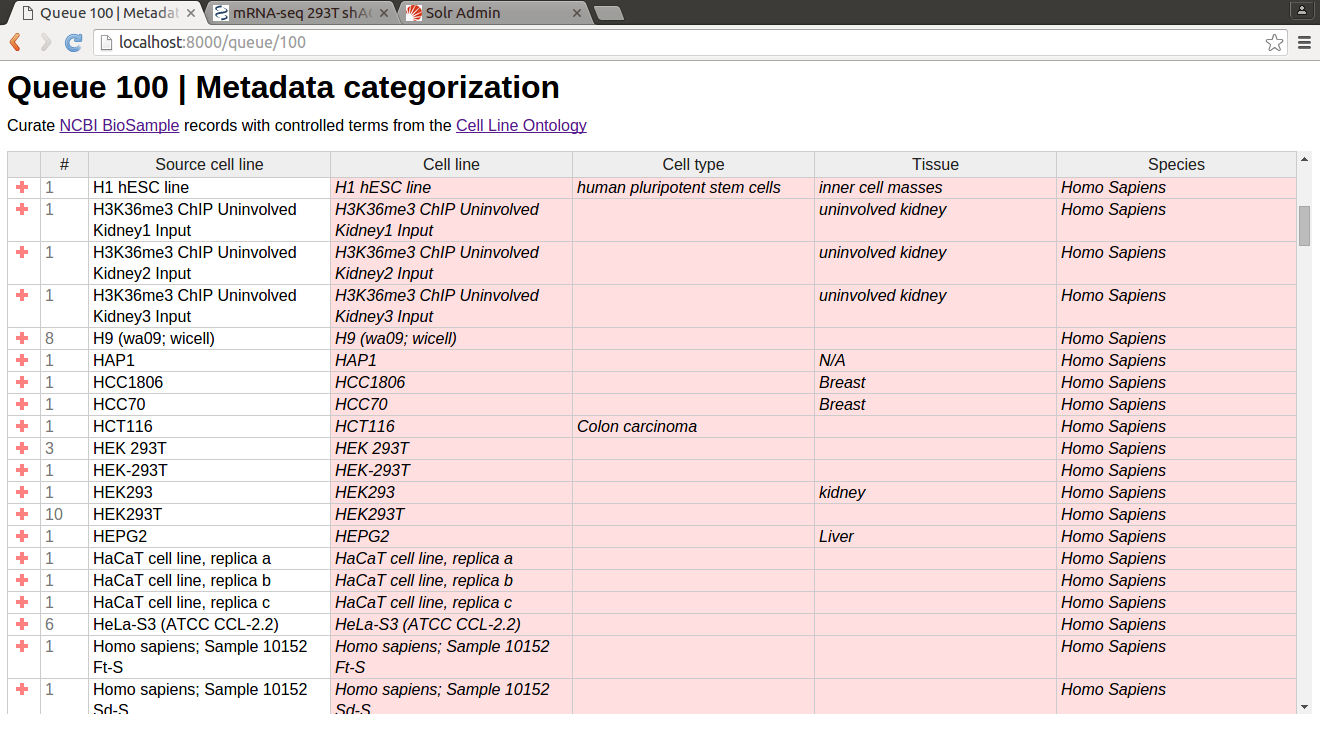 Queue 100 | Metadat
mRNA-seq 293T shAC
Solr Admin
localhost:8000/queue/100
Queue 100 | Metadata categorization
Curate NCBI BioSample records with controlled terms from the Cell Line Ontology
# Source cell line Cell line Cell type Tissue Species
1 H1 hESC line H1 hESC line human pluripotent stem cells inner cell masses Homo Sapiens
1 H3K36me3 ChIP Uninvolved H3K36me3 ChIP Uninvolved uninvolved kidney Homo Sapiens
Kidney1 Input Kidney1 Input
1 H3K36me3 ChIP Uninvolved H3K36me3 ChIP Uninvolved uninvolved kidney Homo Sapiens
Kidney2 Input Kidney2 Input
1 H3K36me3 ChIP Uninvolved H3K36me3 ChIP Uninvolved uninvolved kidney Homo Sapiens
Kidney3 Input Kidney3 Input
8 H9 (wa09; wicell) H9 (wa09; wicell) Homo Sapiens
1 HAP1 HAP1 N/A Homo Sapiens
1 HCC1806 HCC1806 Breast Homo Sapiens
1 HCC70 HCC70 Breast Homo Sapiens
1 HCT116 HCT116 Colon carcinoma Homo Sapiens
3 HEK 293T HEK 293T Homo Sapiens
1 HEK-293T HEK-293T Homo Sapiens
1 HEK293 HEK293 kidney Homo Sapiens
10 HEK293T HEK293T Homo Sapiens
1 HEPG2 HEPG2 Liver Homo Sapiens
1 HaCaT cell line, replica a HaCaT cell line, replica a Homo Sapiens
1 HaCaT cell line, replica b HaCaT cell line, replica b Homo Sapiens
1 HaCaT cell line, replica c HaCaT cell line, replica c Homo Sapiens
6 HeLa-S3 (ATCC CCL-2.2) HeLa-S3 (ATCC CCL-2.2) Homo Sapiens
1 Homo sapiens; Sample 10152 Homo sapiens; Sample 10152 Homo Sapiens
Ft-S Ft-S
1 Homo sapiens; Sample 10152 Homo sapiens; Sample 10152 Homo Sapiens
Sd-S Sd-S